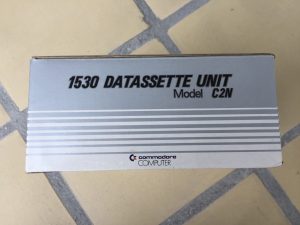 1530 DATASSETTE UNIT
Model C2N
commodore
COMPUTER